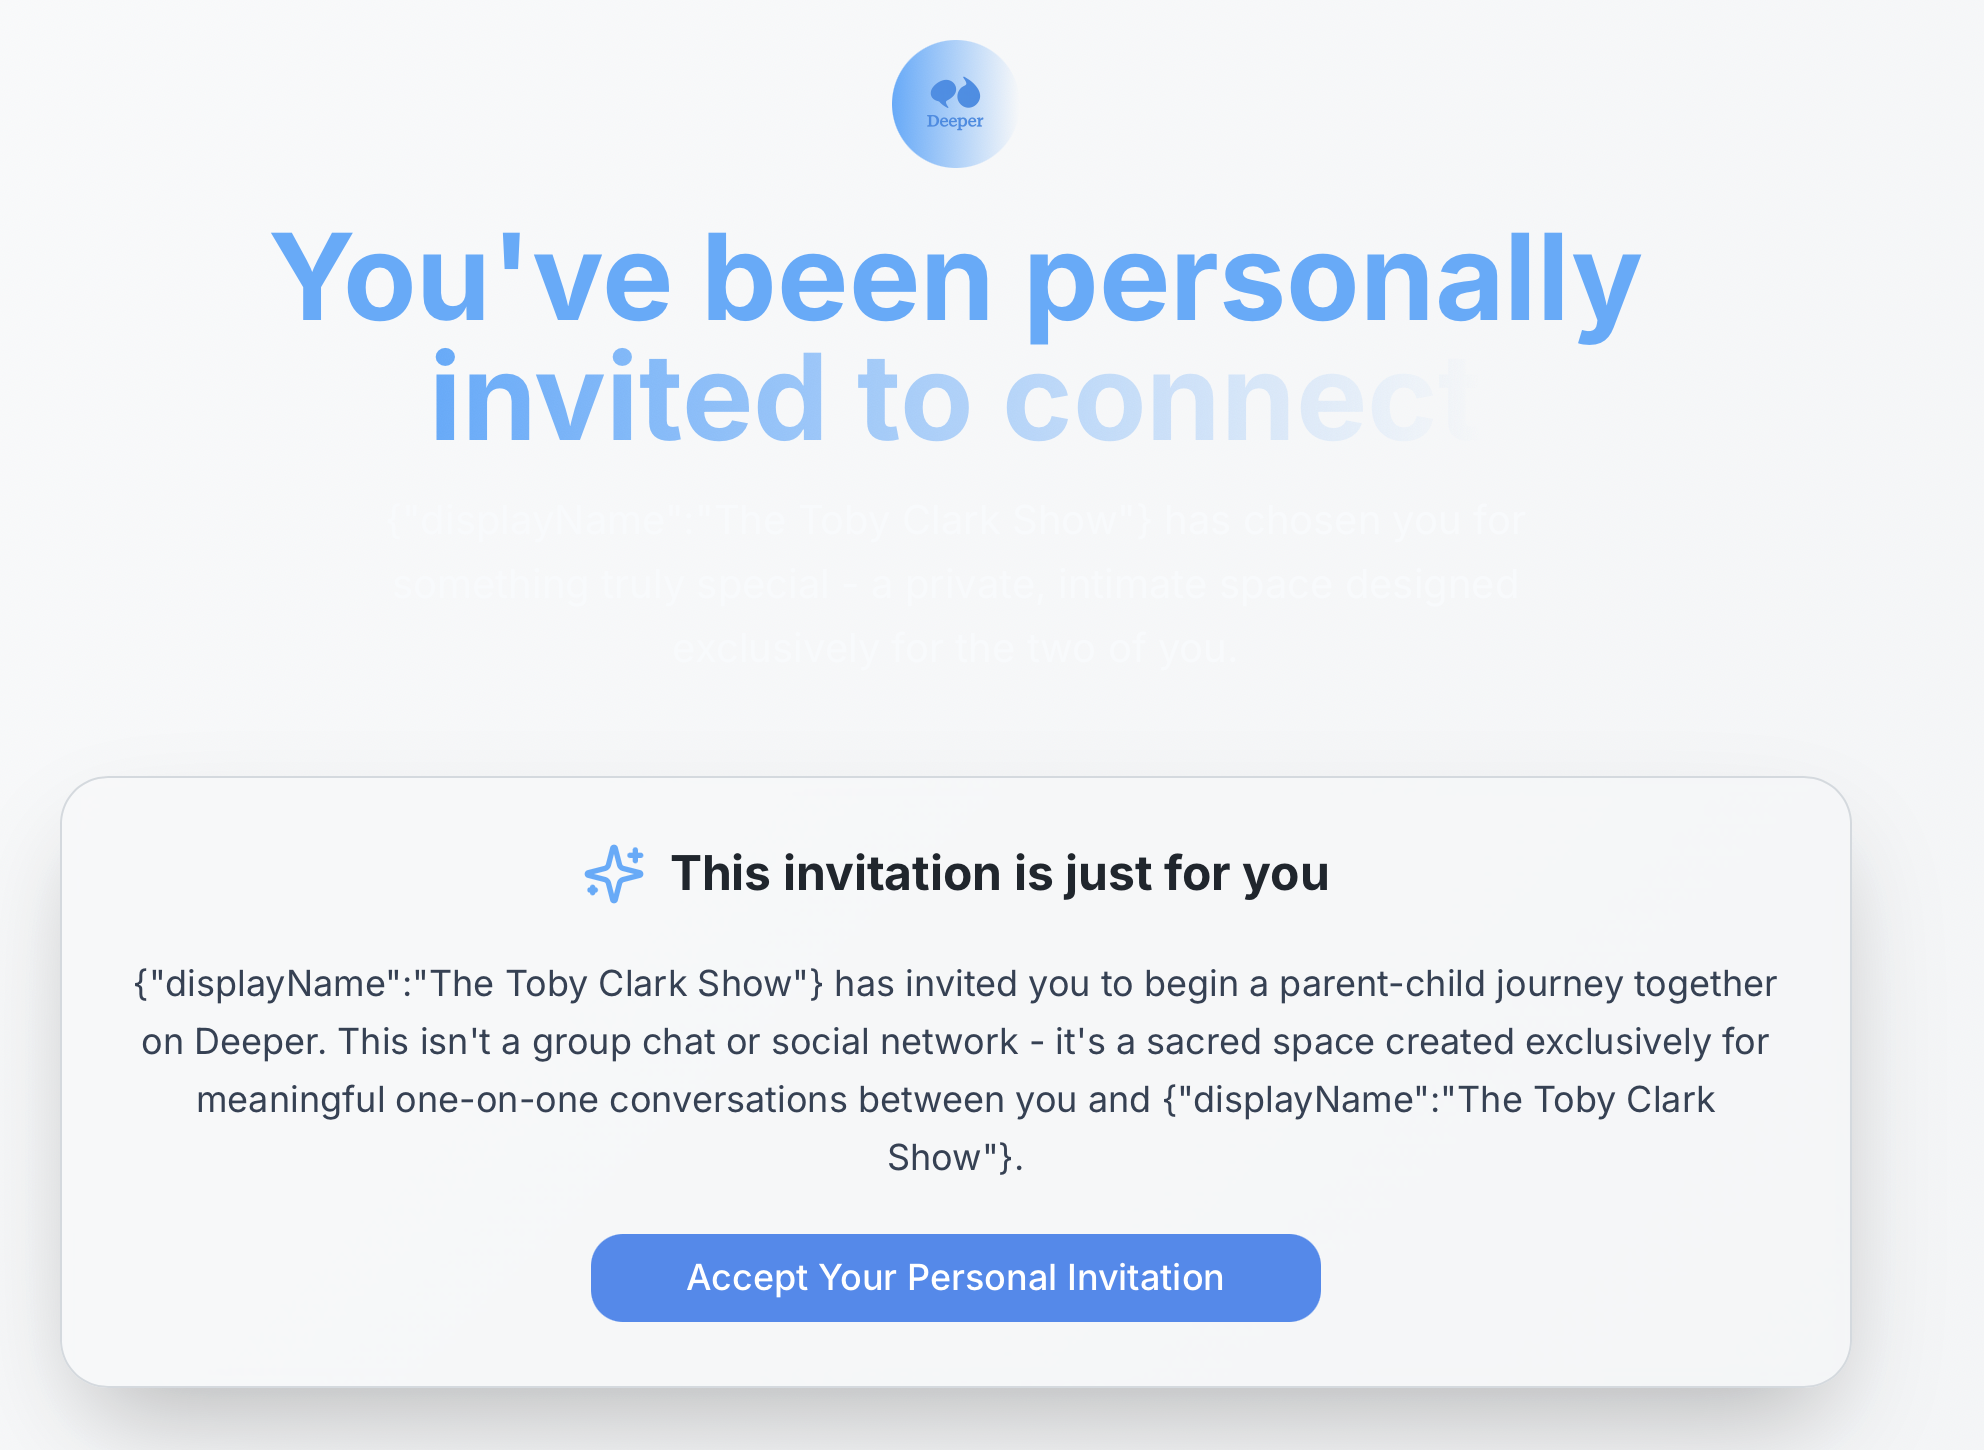 Deeper
You've been personally
invited to connect
{"displayName":"The Toby Clark Show"} has chosen you for
something truly special - a private, intimate space designed
exclusively for the two of you.
This invitation is just for you
{"displayName":"The Toby Clark Show"} has invited you to begin a parent-child journey together
on Deeper. This isn't a group chat or social network - it's a sacred space created exclusively for
meaningful one-on-one conversations between you and {"displayName":"The Toby Clark
Show"}.
Accept Your Personal Invitation